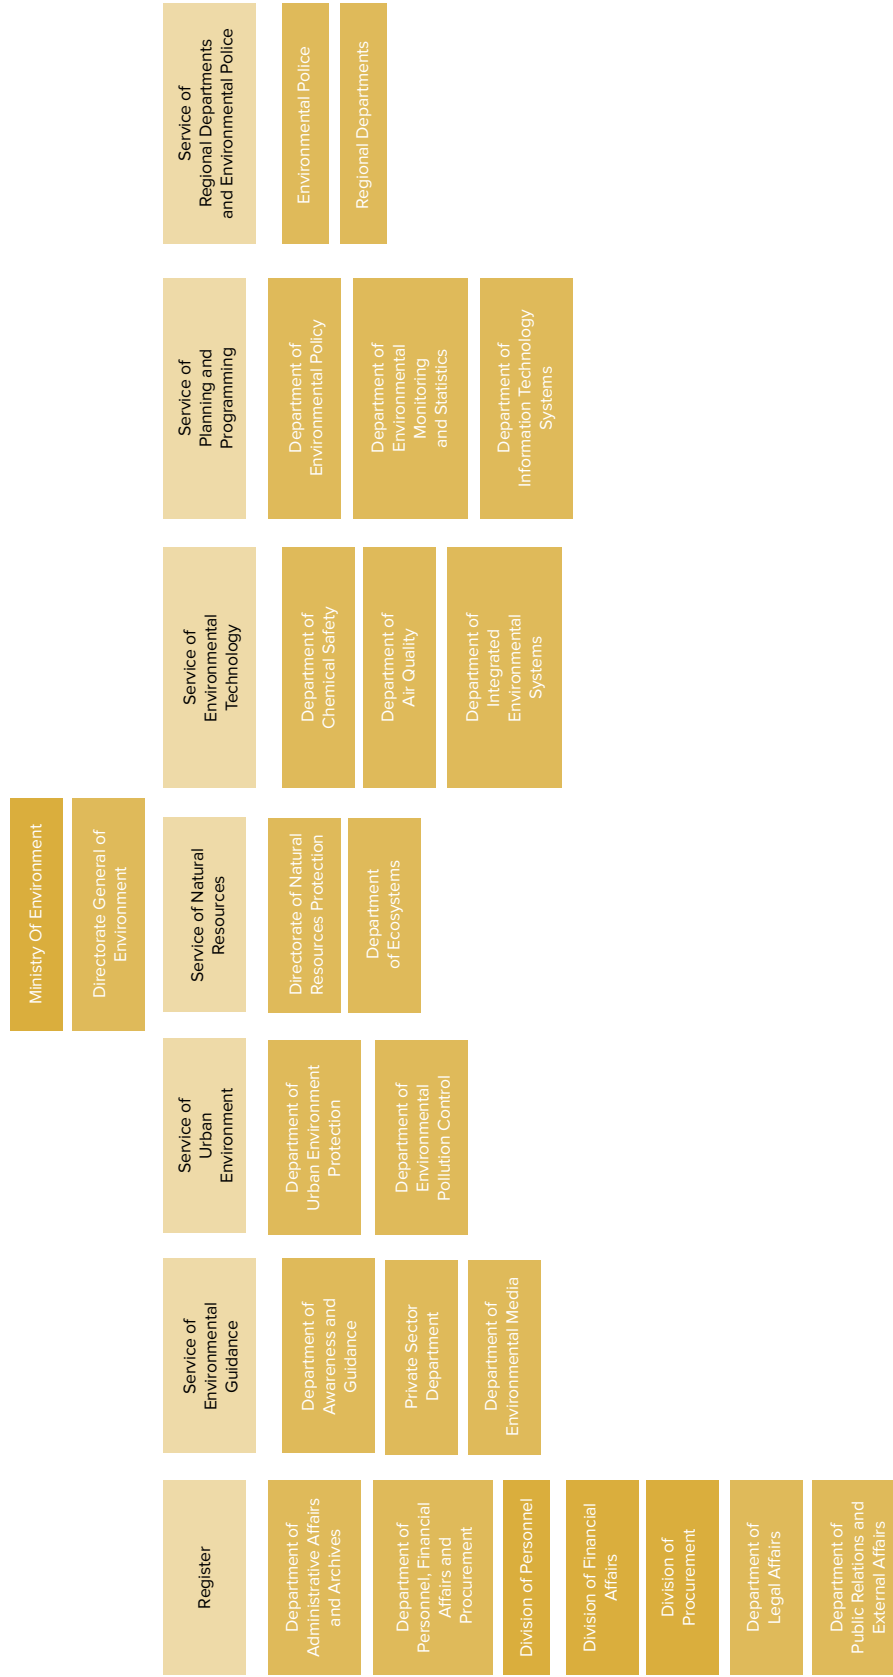 Ministry Of Environment
Directorate General of
Environment
Register
Department of
Administrative Affairs
and Archives
Department of
Personnel, Financial
Affairs and
Procurement
Division of Personnel
Division of Financial
Affairs
Division of
Procurement
Department of
Legal Affairs
Department of
Public Relations and
External Affairs
Service of
Environmental
Guidance
Department of
Awareness and
Guidance
Private Sector
Department
Department of
Environmental Media
Service of
Urban
Environment
Department of
Urban Environment
Protection
Department of
Environmental
Pollution Control
Service of Natural
Resources
Directorate of Natural
Resources Protection
Department
of Ecosystems
Service of
Environmental
Technology
Department of
Chemical Safety
Department of
Air Quality
Department of
Integrated
Environmental
Systems
Service of
Planning and
Programming
Department of
Environmental Policy
Department of
Environmental
Monitoring
and Statistics
Department of
Information Technology
Systems
Service of
Regional Departments
and Environmental Police
Environmental Police
Regional Departments